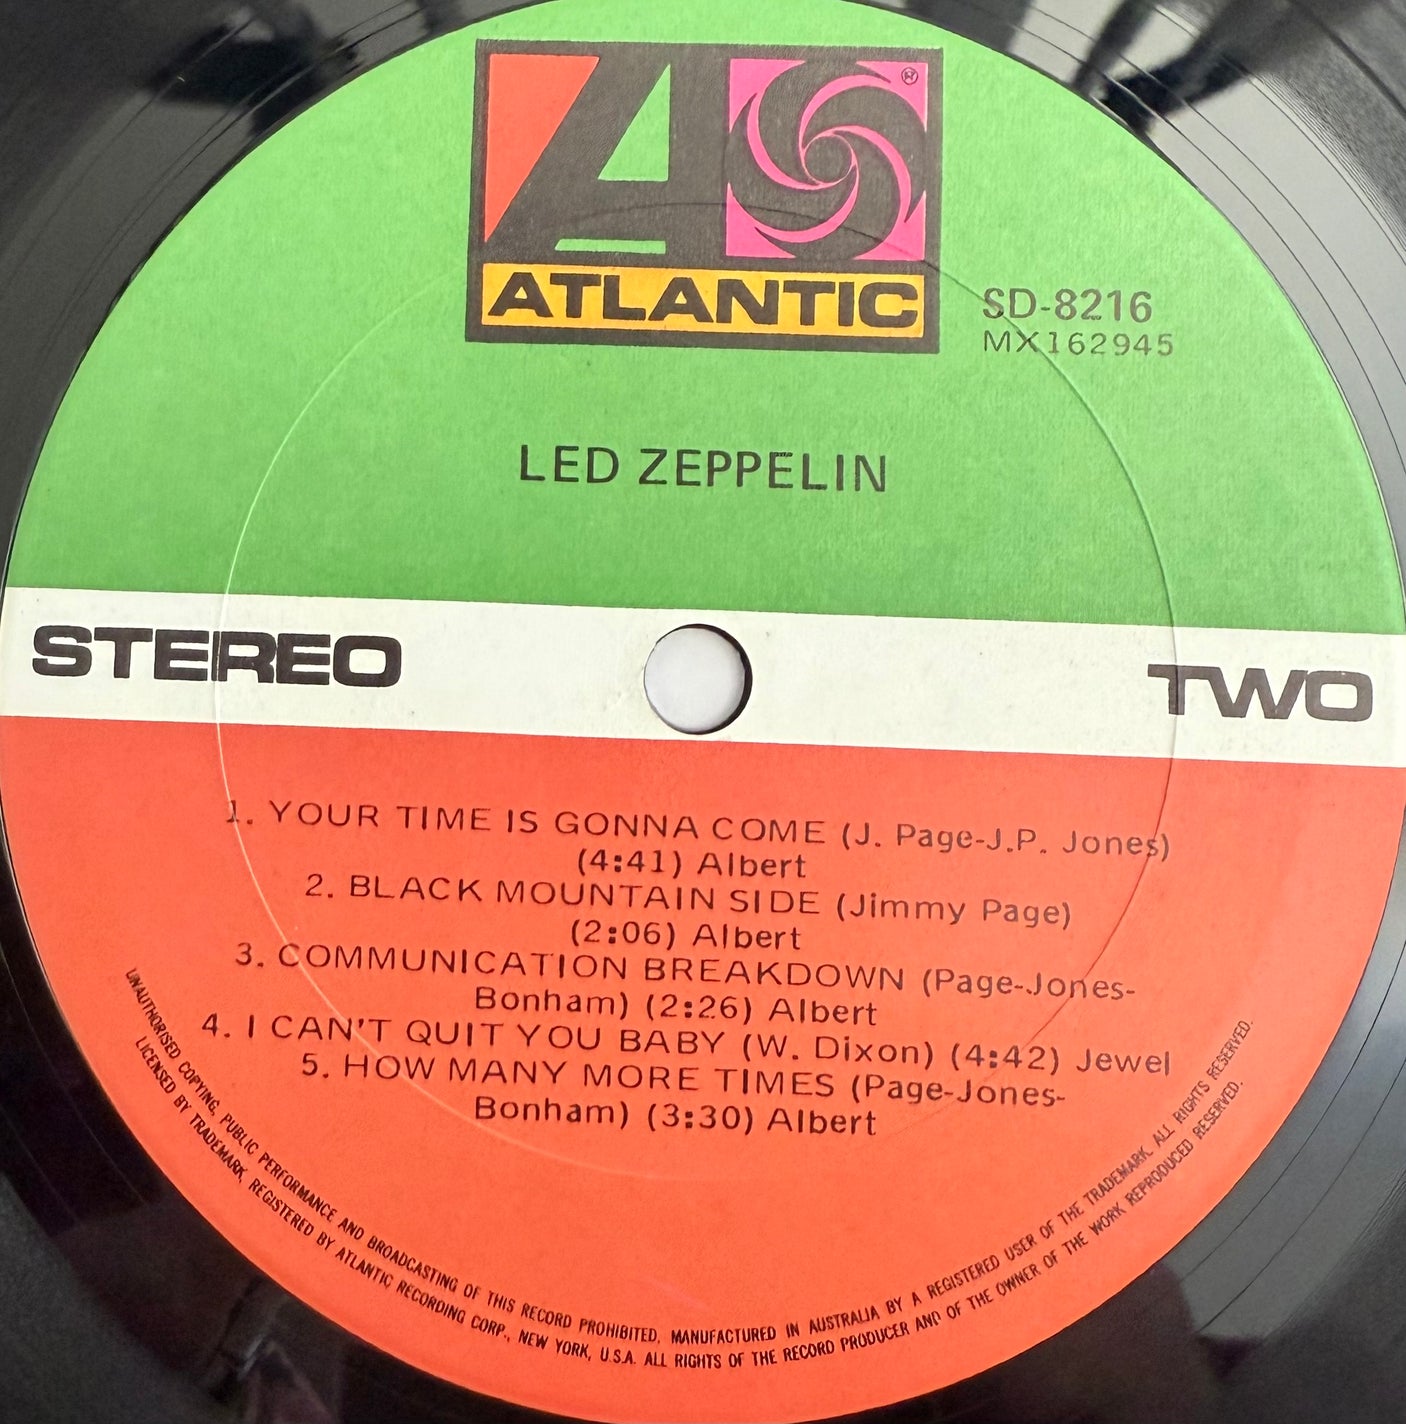 ®
ATLANTIC
SD-8216
MX162945
LED ZEPPELIN
STEREO
TWO
1. YOUR TIME IS GONNA COME (J. Page-J.P. Jones)
(4:41) Albert
2. BLACK MOUNTAIN SIDE (Jimmy Page)
(2:06) Albert
3. COMMUNICATION BREAKDOWN (Page-Jones-
Bonham) (2:26) Albert
4. I CAN'T QUIT YOU BABY (W. Dixon) (4:42) Jewel
5. HOW MANY MORE TIMES (Page-Jones-
Bonham) (3:30) Albert
UNAUTHORISED COPYING, PUBLIC PERFORMANCE AND BROADCASTING OF THIS RECORD PROHIBITED. MANUFACTURED IN AUSTRALIA BY A REGISTERED USER OF THE TRADEMARK. ALL RIGHTS RESERVED.
LICENSED BY TRADEMARK, REGISTERED BY ATLANTIC RECORDING CORP., NEW YORK, U.S.A. ALL RIGHTS OF THE RECORD PRODUCER AND OF THE OWNER OF THE WORK REPRODUCED RESERVED.